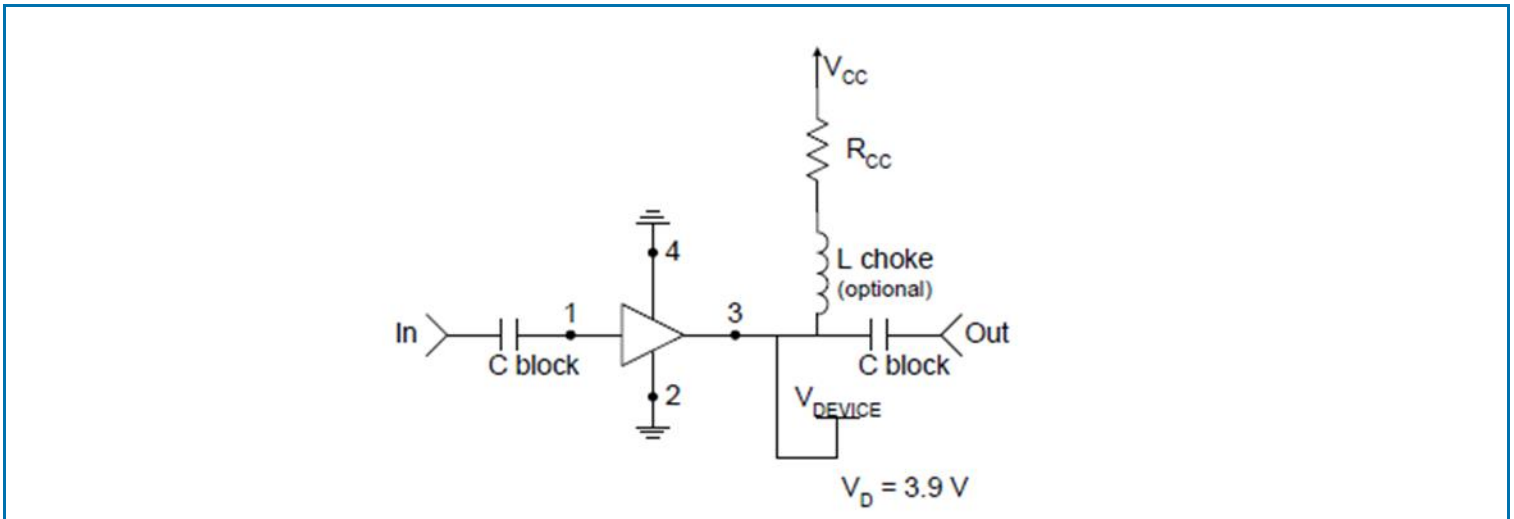 VCC
RCC
4
L choke
(optional)
In
1
3
Out
C block
C block
2
VDEVICE
VD = 3.9 V